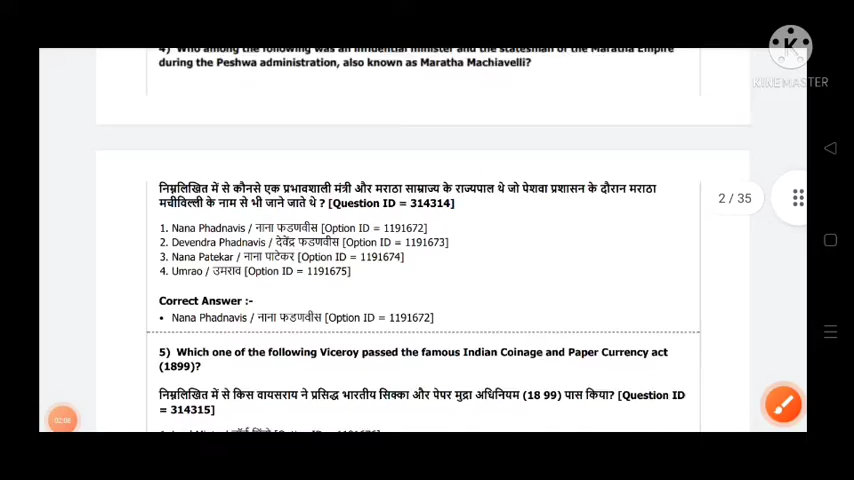 4) Who among the following was an influential minister and the statesman of the Maratha Empire
during the Peshwa administration, also known as Maratha Machiavelli?
निम्नलिखित में से कौनसे एक प्रभावशाली मंत्री और मराठा साम्राज्य के राज्यपाल थे जो पेशवा प्रशासन के दौरान मराठा
मचीविल्ली के नाम से भी जाने जाते थे ? [Question ID = 314314]
1. Nana Phadnavis / नाना फडणवीस [Option ID = 1191672]
2. Devendra Phadnavis / देवेंद्र फडणवीस [Option ID = 1191673]
3. Nana Patekar / नाना पाटेकर [Option ID = 1191674]
4. Umrao / उमराव [Option ID = 1191675]
Correct Answer :-
• Nana Phadnavis / नाना फडणवीस [Option ID = 1191672]
5) Which one of the following Viceroy passed the famous Indian Coinage and Paper Currency act
(1899)?
निम्नलिखित में से किस वायसराय ने प्रसिद्ध भारतीय सिक्का और पेपर मुद्रा अधिनियम (18 99) पास किया? [Question ID
= 314315]
2 / 35
K
KINEMASTER
02:08